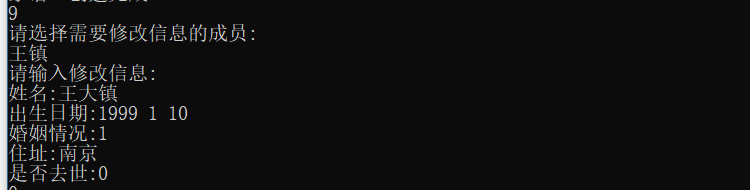 9
请选择需要修改信息的成员:
王镇
请输入修改信息:
姓名:王大镇
出生日期:1999 1 10
婚姻情况:1
住址:南京
是否去世:0